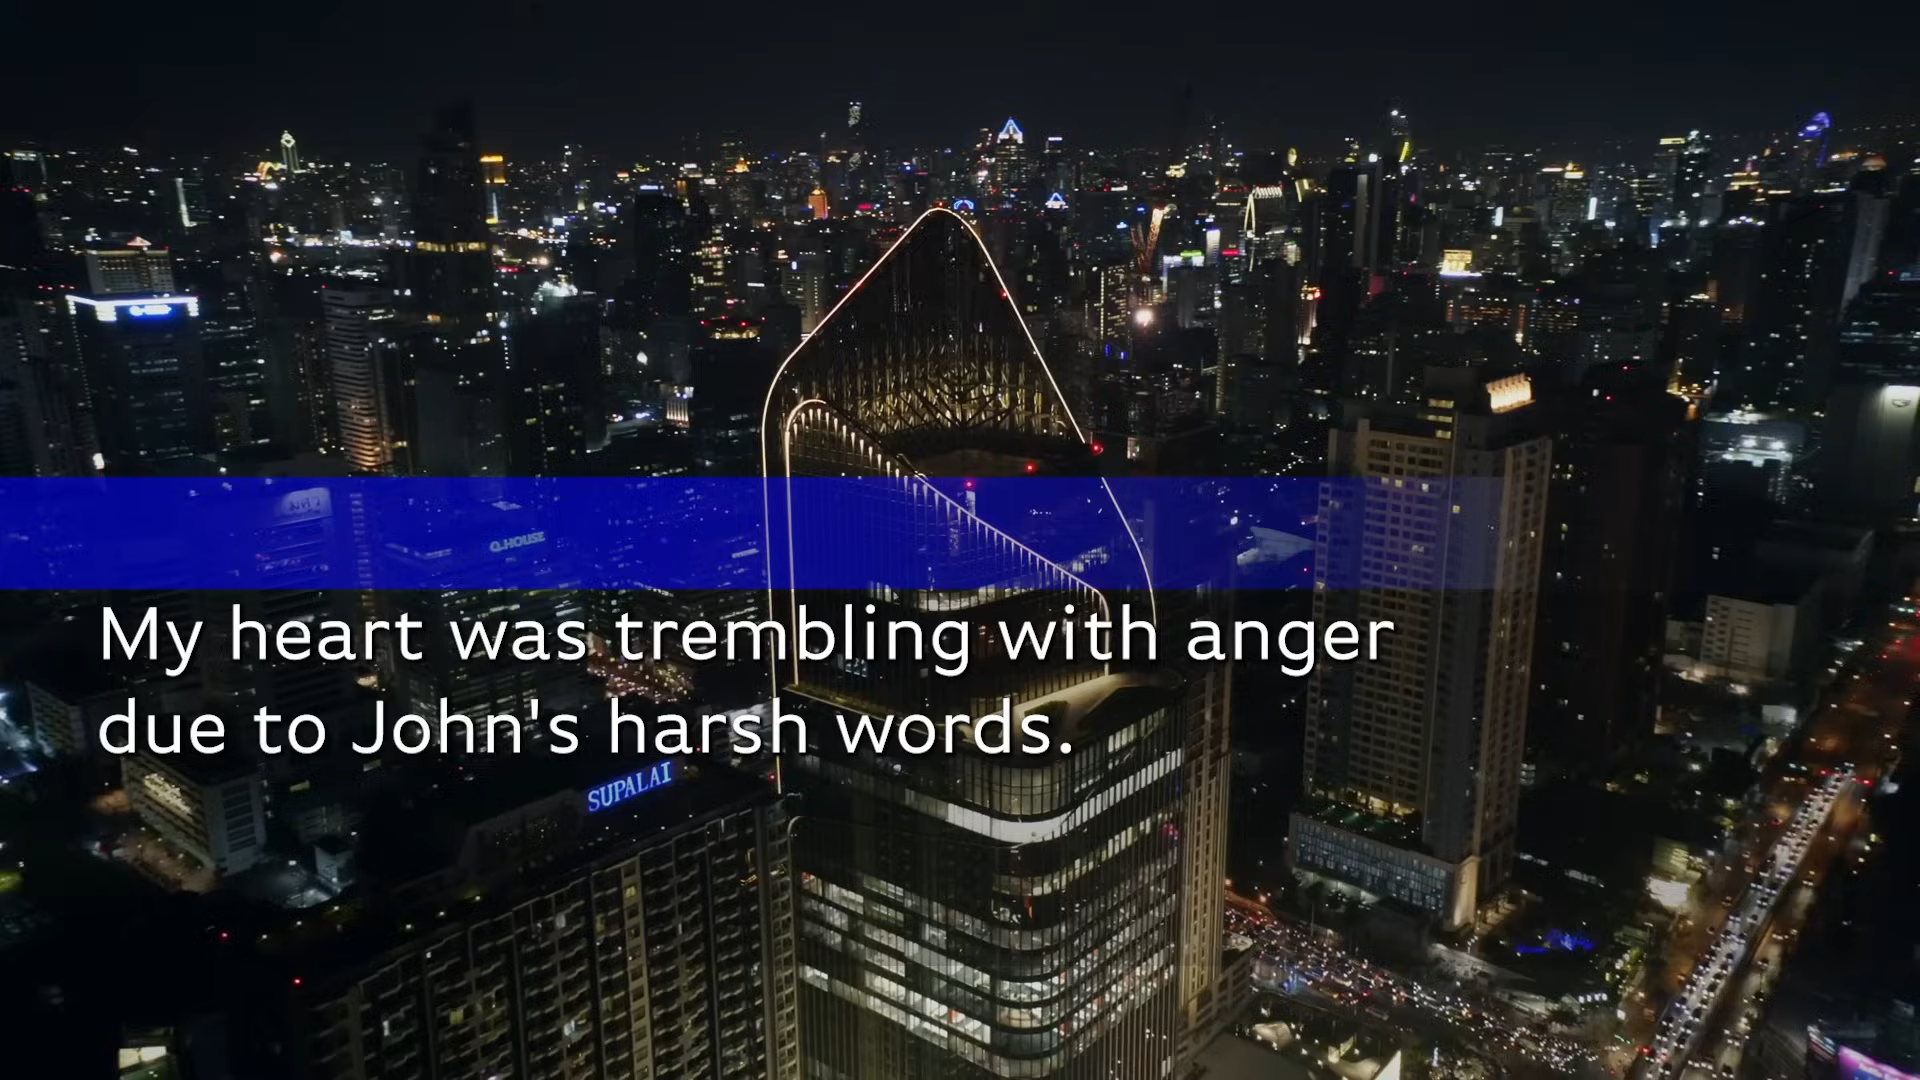 Q.HOUSE
My heart was trembling with anger
due to John's harsh words.
SUPALAI